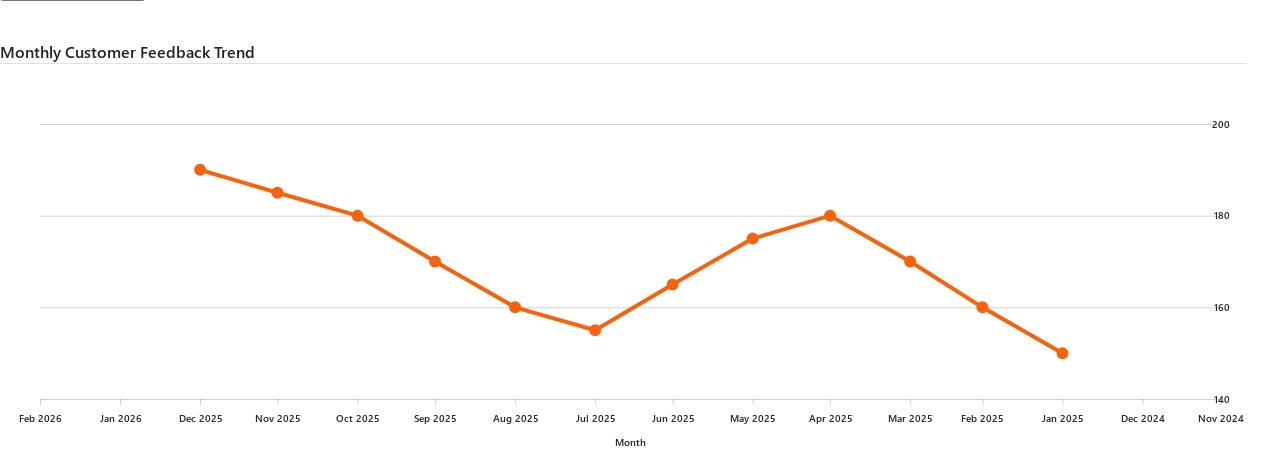 Monthly Customer Feedback Trend
200
180
160
140
Feb 2026 Jan 2026 Dec 2025 Nov 2025 Oct 2025 Sep 2025 Aug 2025 Jul 2025 Jun 2025 May 2025 Apr 2025 Mar 2025 Feb 2025 Jan 2025 Dec 2024 Nov 2024
Month